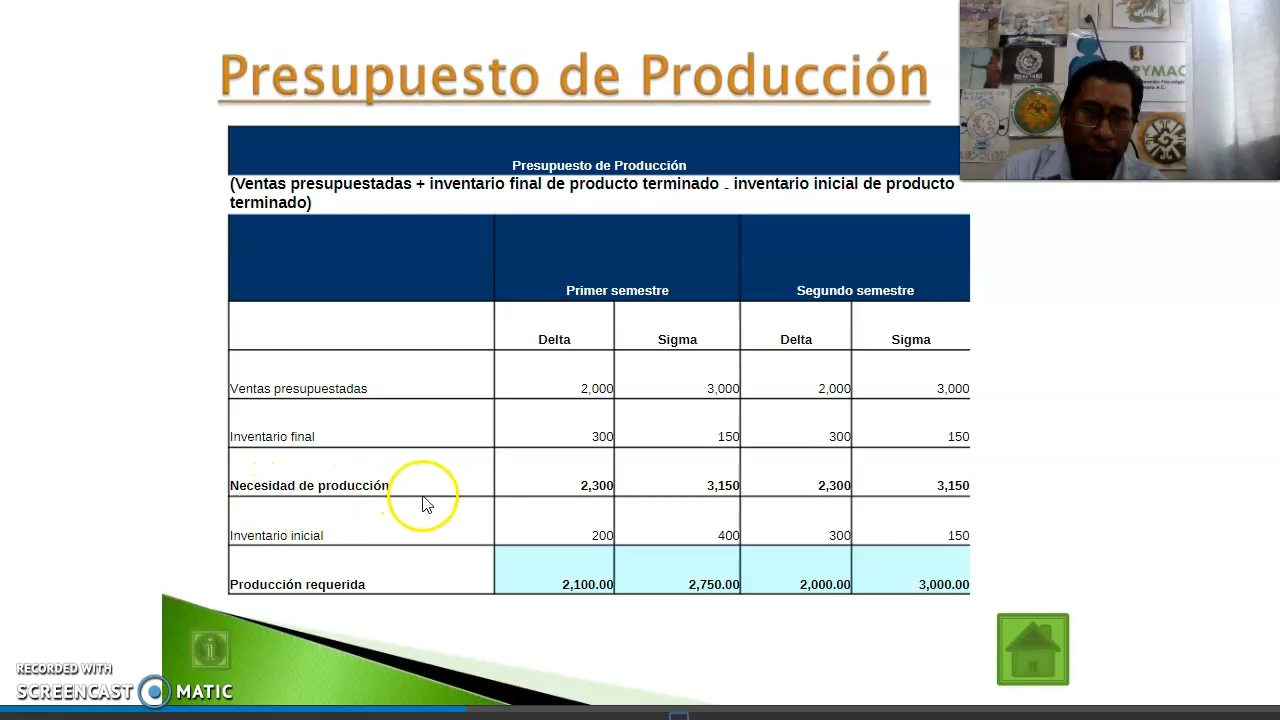 Presupuesto de Producción
Presupuesto de Producción
(Ventas presupuestadas + inventario final de producto terminado - inventario inicial de producto
terminado)
Primer semestre Segundo semestre
Delta Sigma Delta Sigma
Ventas presupuestadas 2,000 3,000 2,000 3,000
Inventario final 300 150 300 150
Necesidad de producción 2,300 3,150 2,300 3,150
Inventario inicial 200 400 300 150
Producción requerida 2,100.00 2,750.00 2,000.00 3,000.00
RECORDED WITH
SCREENCAST MATIC